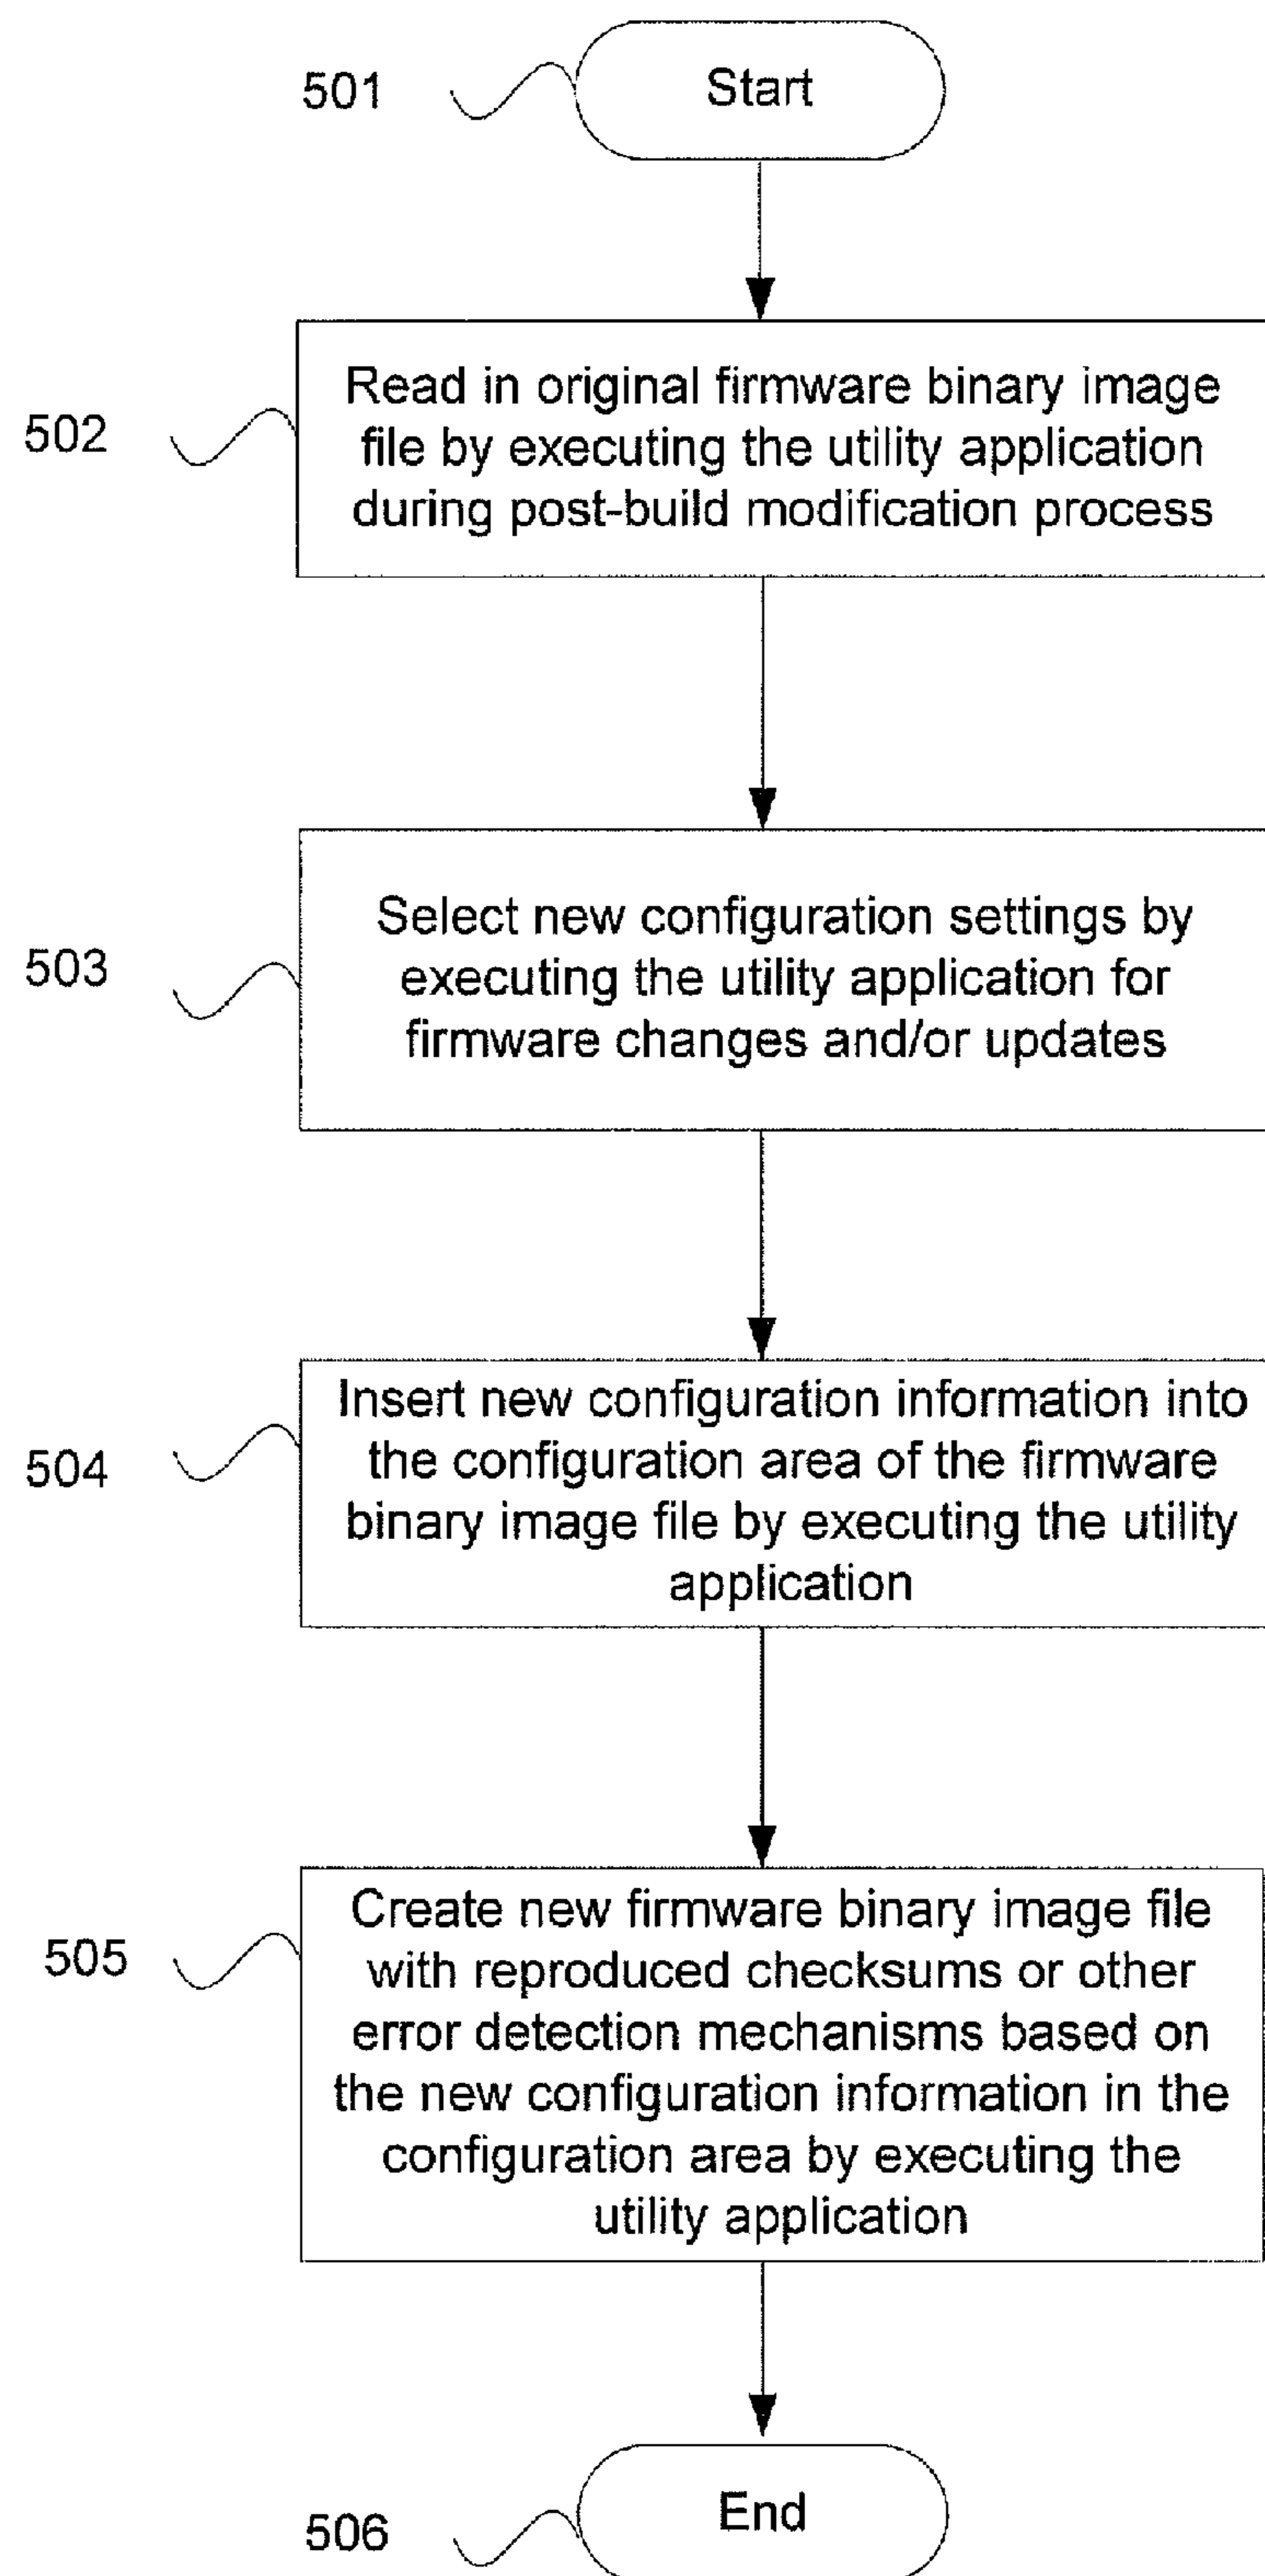 501
Start
502
Read in original firmware binary image
file by executing the utility application
during post-build modification process
503
Select new configuration settings by
executing the utility application for
firmware changes and/or updates
504
Insert new configuration information into
the configuration area of the firmware
binary image file by executing the utility
application
505
Create new firmware binary image file
with reproduced checksums or other
error detection mechanisms based on
the new configuration information in the
configuration area by executing the
utility application
506
End